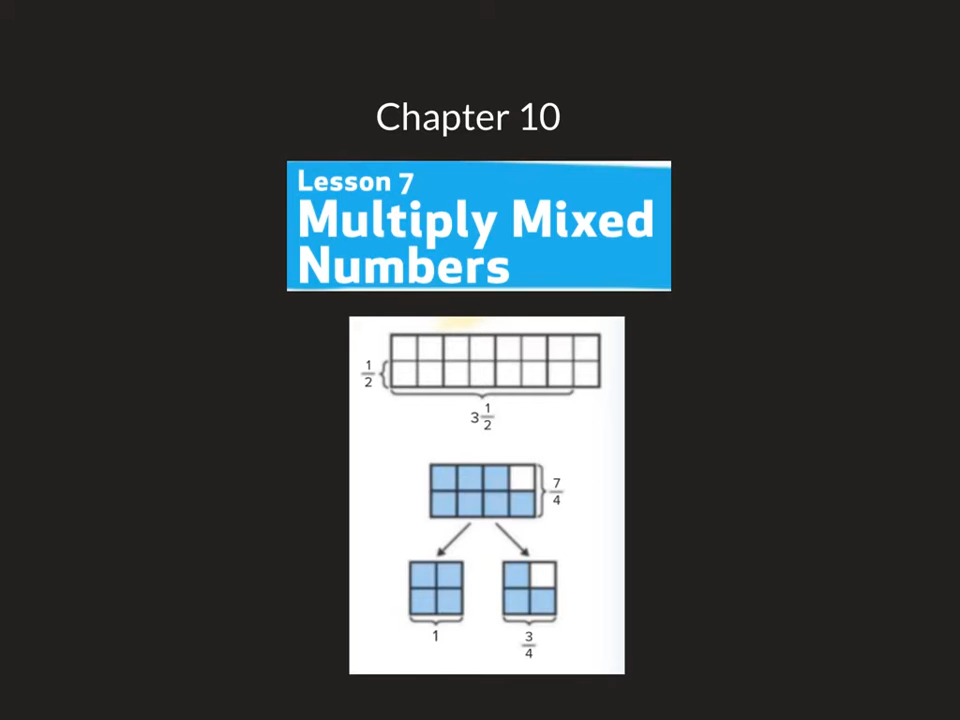 Chapter 10
Lesson 7
Multiply Mixed
Numbers
1/2
3 1/2
7/4
1
3/4